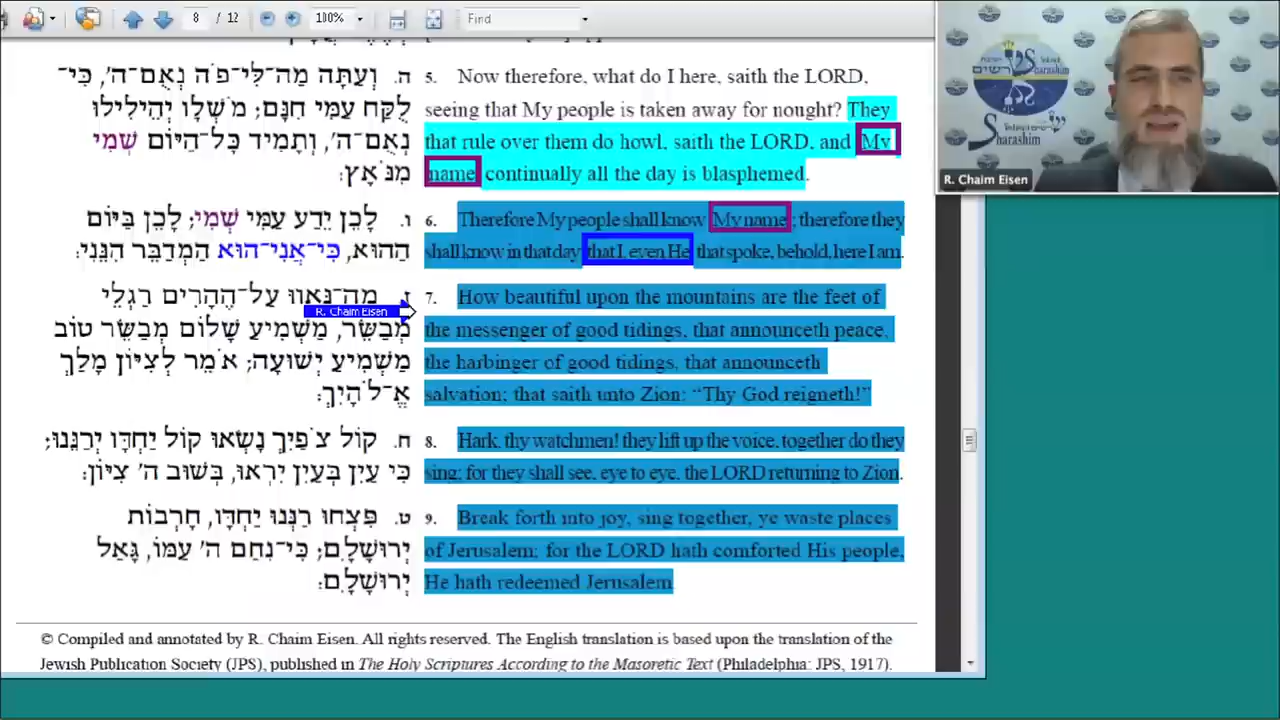 8 / 12 100% Find
ה. וְעַתָּה מַה־לִּי־פֹה נְאֻם־ה', כִּי־
לֻקַּח עַמִּי חִנָּם; מֹשְׁלָו יְהֵילִילוּ
נְאֻם־ה', וְתָמִיד כָּל־הַיּוֹם שְׁמִי
מִנֹּאָץ:
5. Now therefore, what do I here, saith the LORD,
seeing that My people is taken away for nought? They
that rule over them do howl, saith the LORD, and My
name continually all the day is blasphemed.
ו. לָכֵן יֵדַע עַמִּי שְׁמִי; לָכֵן בַּיּוֹם
הַהוּא, כִּי־אֲנִי־הוּא הַמְדַבֵּר הִנֵּנִי:
6. Therefore My people shall know My name; therefore they
shall know in that day that I, even He that spoke, behold, here I am.
ז. מַה־נָּאווּ עַל־הֶהָרִים רַגְלֵי
מְבַשֵּׂר, מַשְׁמִיעַ שָׁלוֹם מְבַשֵּׂר טוֹב
מַשְׁמִיעַ יְשׁוּעָה; אֹמֵר לְצִיּוֹן מָלַךְ
אֱ־לֹהָיִךְ:
R. Chaim Eisen
7. How beautiful upon the mountains are the feet of
the messenger of good tidings, that announceth peace,
the harbinger of good tidings, that announceth
salvation; that saith unto Zion: “Thy God reigneth!”
ח. קוֹל צֹפַיִךְ נָשְׂאוּ קוֹל יַחְדָּו יְרַנֵּנוּ;
כִּי עַיִן בְּעַיִן יִרְאוּ, בְּשׁוּב ה' צִיּוֹן:
8. Hark, thy watchmen! they lift up the voice, together do they
sing; for they shall see, eye to eye, the LORD returning to Zion.
ט. פִּצְחוּ רַנְּנוּ יַחְדָּו, חָרְבוֹת
יְרוּשָׁלִָם; כִּי־נִחַם ה' עַמּוֹ, גָּאַל
יְרוּשָׁלִָם:
9. Break forth into joy, sing together, ye waste places
of Jerusalem; for the LORD hath comforted His people,
He hath redeemed Jerusalem.
© Compiled and annotated by R. Chaim Eisen. All rights reserved. The English translation is based upon the translation of the
Jewish Publication Society (JPS), published in The Holy Scriptures According to the Masoretic Text (Philadelphia: JPS, 1917).
Sharashim
R. Chaim Eisen